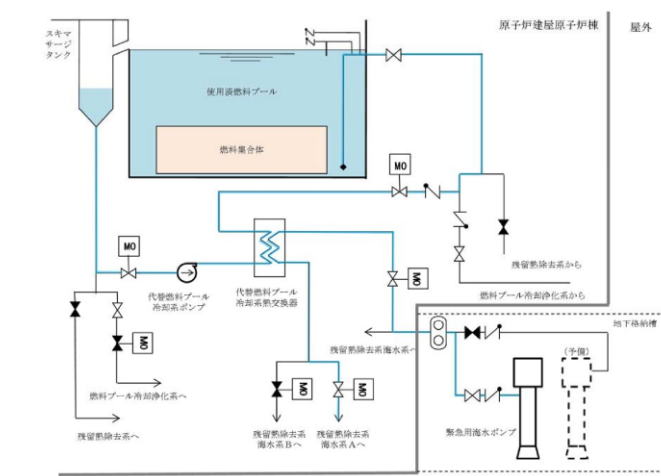 スキマ
サージ
タンク
原子炉建屋原子炉棟
屋外
使用済燃料プール
燃料集合体
MO
MO
残留熱除去系から
燃料プール冷却浄化系から
代替燃料プール
冷却系ポンプ
代替燃料プール
冷却系熱交換器
MO
地下格納槽
残留熱除去系海水系へ
(予備)
MO
燃料プール冷却浄化系へ
MO
MO
残留熱除去系へ
残留熱除去系
海水系Bへ
残留熱除去系
海水系Aへ
緊急用海水ポンプ